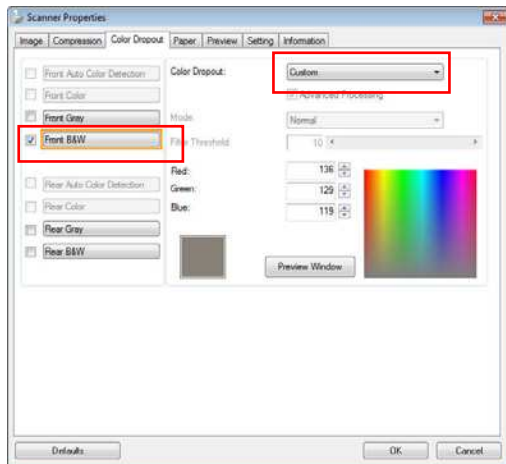 Scanner Properties
Image Compression Color Dropout Paper Preview Setting Information
Front Auto Color Detection
Front Color
Front Gray
Front B&W
Rear Auto Color Detection
Rear Color
Rear Gray
Rear B&W
Color Dropout: Custom
Advanced Processing
Mode: Normal
Filter Threshold 10
Red: 136
Green: 129
Blue: 119
Preview Window
Defaults OK Cancel